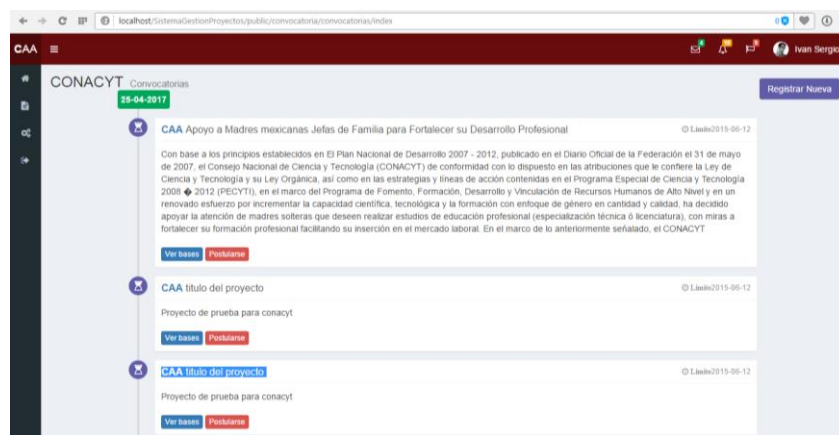 localhost/SistemaGestionProyectos/public/convocatoria/convocatorias/index
0
CAA
4
Ivan Sergio
CONACYT Convocatorias
Registrar Nueva
25-04-2017
CAA Apoyo a Madres mexicanas Jefas de Familia para Fortalecer su Desarrollo Profesional
Limite2015-06-12
Con base a los principios establecidos en El Plan Nacional de Desarrollo 2007 - 2012, publicado en el Diario Oficial de la Federación el 31 de mayo
de 2007, el Consejo Nacional de Ciencia y Tecnología (CONACYT) de conformidad con lo dispuesto en las atribuciones que le confiere la Ley de
Ciencia y Tecnología y su Ley Orgánica, así como en las estrategias y líneas de acción contenidas en el Programa Especial de Ciencia y Tecnología
2008 � 2012 (PECYTI), en el marco del Programa de Fomento, Formación, Desarrollo y Vinculación de Recursos Humanos de Alto Nivel y en un
renovado esfuerzo por incrementar la capacidad científica, tecnológica y la formación con enfoque de género en cantidad y calidad, ha decidido
apoyar la atención de madres solteras que deseen realizar estudios de educación profesional (especialización técnica ó licenciatura), con miras a
fortalecer su formación profesional facilitando su inserción en el mercado laboral. En el marco de lo anteriormente señalado, el CONACYT
Ver bases Postularse
CAA titulo del proyecto
Limite2015-06-12
Proyecto de prueba para conacyt
Ver bases Postularse
CAA titulo del proyecto
Limite2015-06-12
Proyecto de prueba para conacyt
Ver bases Postularse